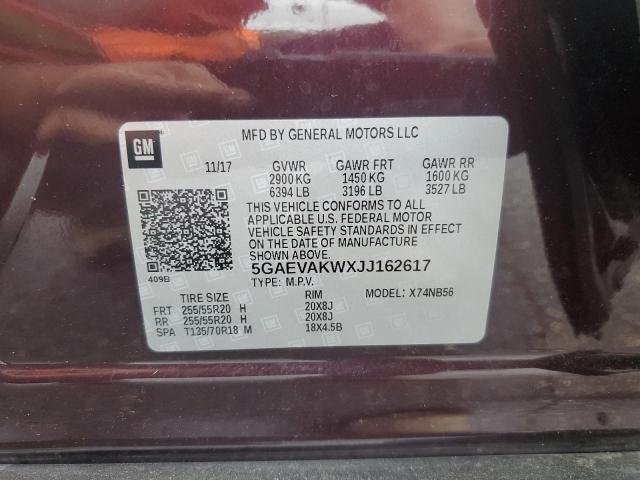 GM
MFD BY GENERAL MOTORS LLC
11/17 GVWR GAWR FRT GAWR RR
2900 KG 1450 KG 1600 KG
6394 LB 3196 LB 3527 LB
THIS VEHICLE CONFORMS TO ALL
APPLICABLE U.S. FEDERAL MOTOR
VEHICLE SAFETY STANDARDS IN EFFECT
ON THE DATE OF MANUFACTURE
SHOWN ABOVE.
409B
5GAEVAKWXJJ162617
TYPE: M.P.V.
TIRE SIZE RIM MODEL: X74NB56
FRT 255/55R20 H 20X8J
RR 255/55R20 H 20X8J
SPA T135/70R18 M 18X4.5B